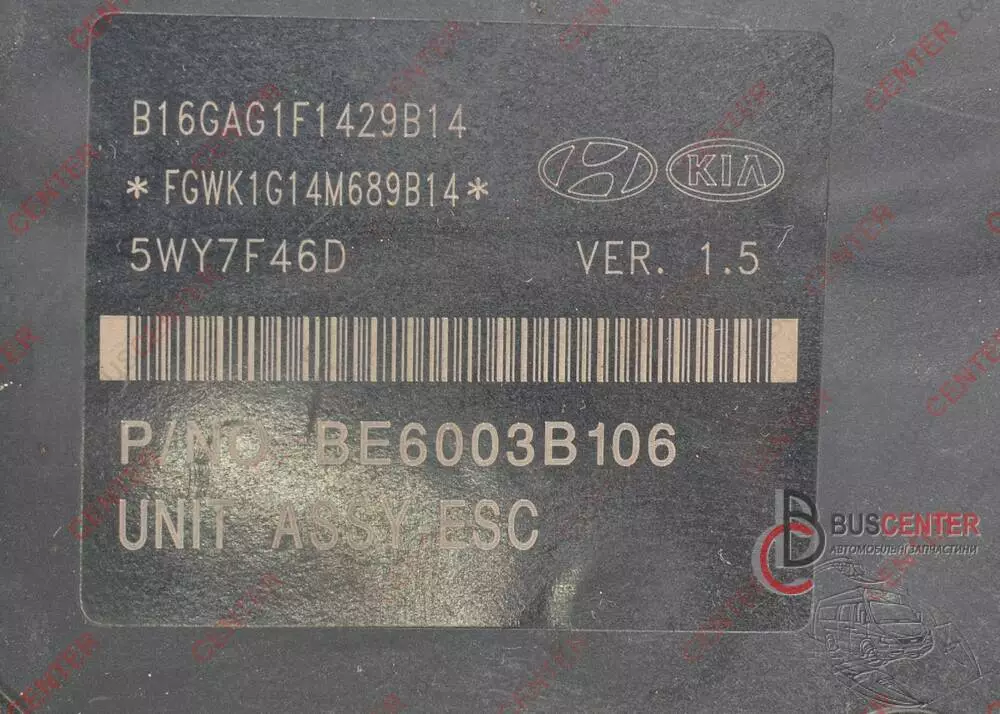 B16GAG1F1429B14
*FGWK1G14M689B14*
KIA
5WY7F46D VER. 1.5
P/NO BE6003B106
UNIT ASSY-ESC
BUSCENTER
АВТОМОБІЛЬНІ ЗАПЧАСТИНИ